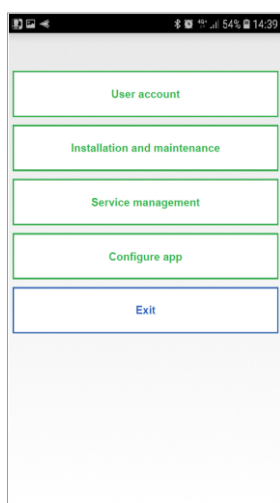 54% 14:39
User account
Installation and maintenance
Service management
Configure app
Exit